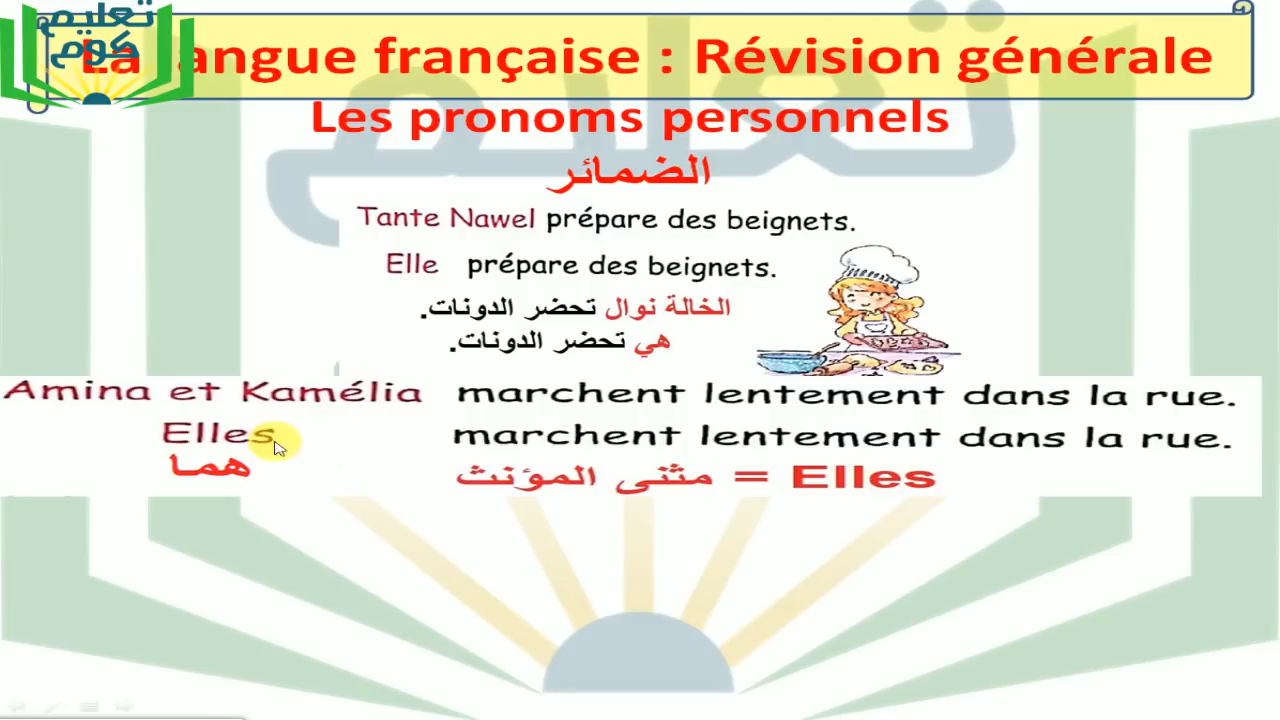 تعليم
كوم
La langue française : Révision générale
Les pronoms personnels
الضمائر
Tante Nawel prépare des beignets.
Elle prépare des beignets.
الخالة نوال تحضر الدونات.
هي تحضر الدونات.
Amina et Kamélia marchent lentement dans la rue.
Elles marchent lentement dans la rue.
هما
مثنى المؤنث = Elles
تعليم